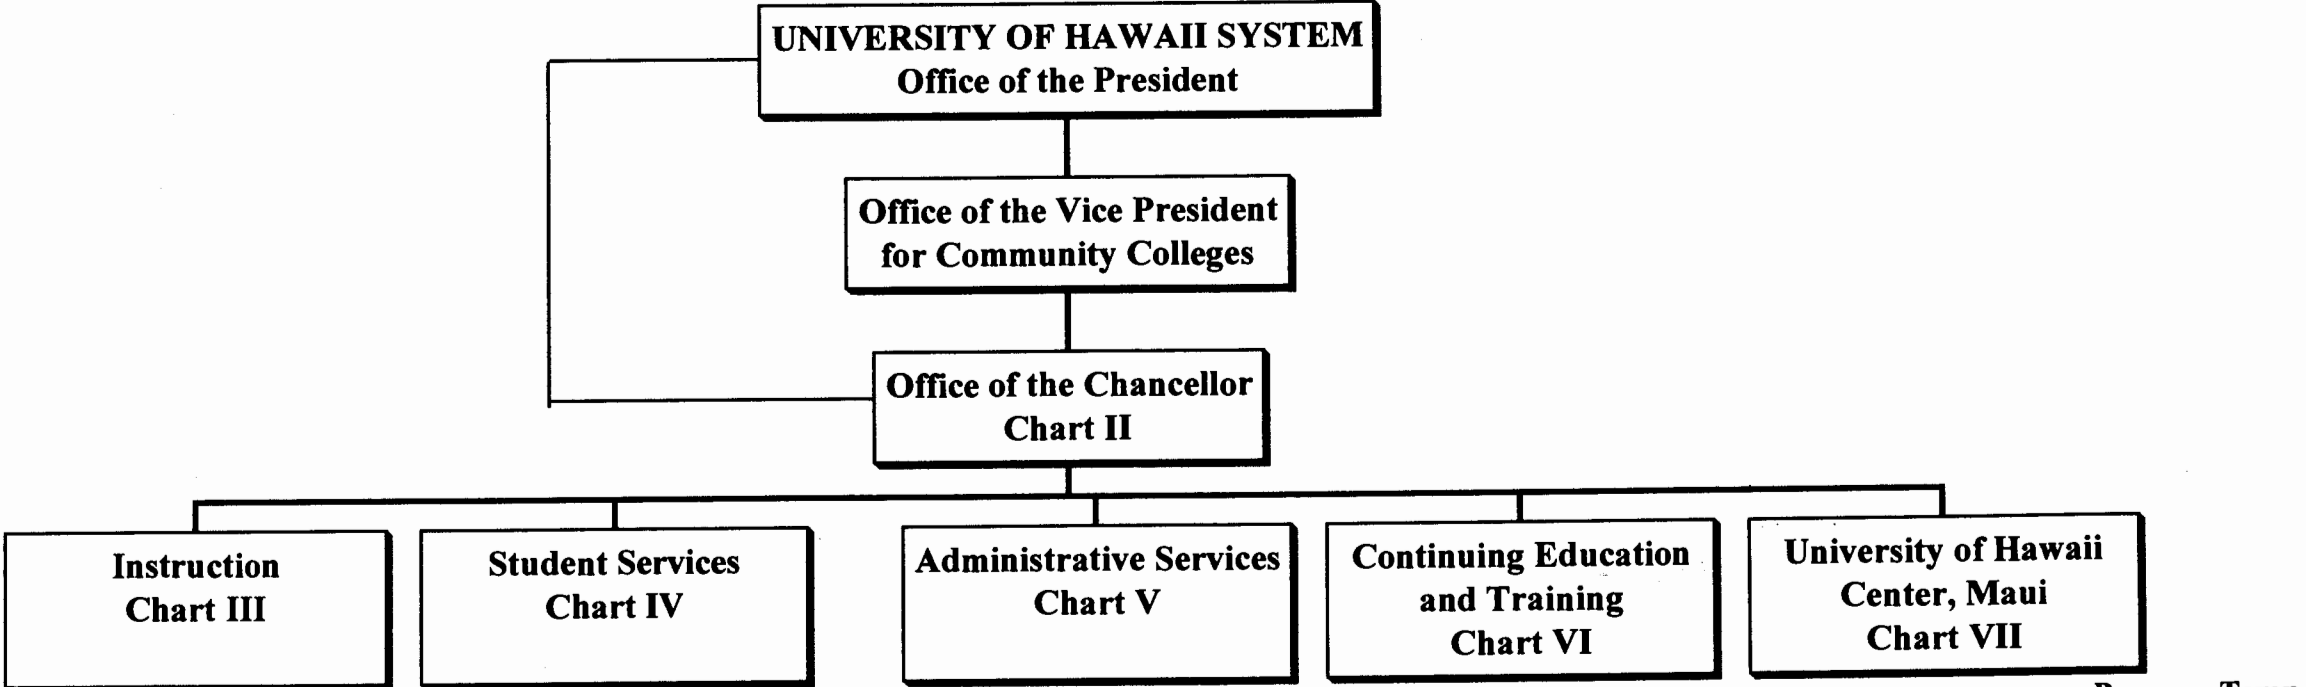 UNIVERSITY OF HAWAII SYSTEM
Office of the President
Office of the Vice President
for Community Colleges
Office of the Chancellor
Chart II
Instruction
Chart III
Student Services
Chart IV
Administrative Services
Chart V
Continuing Education
and Training
Chart VI
University of Hawaii
Center, Maui
Chart VII